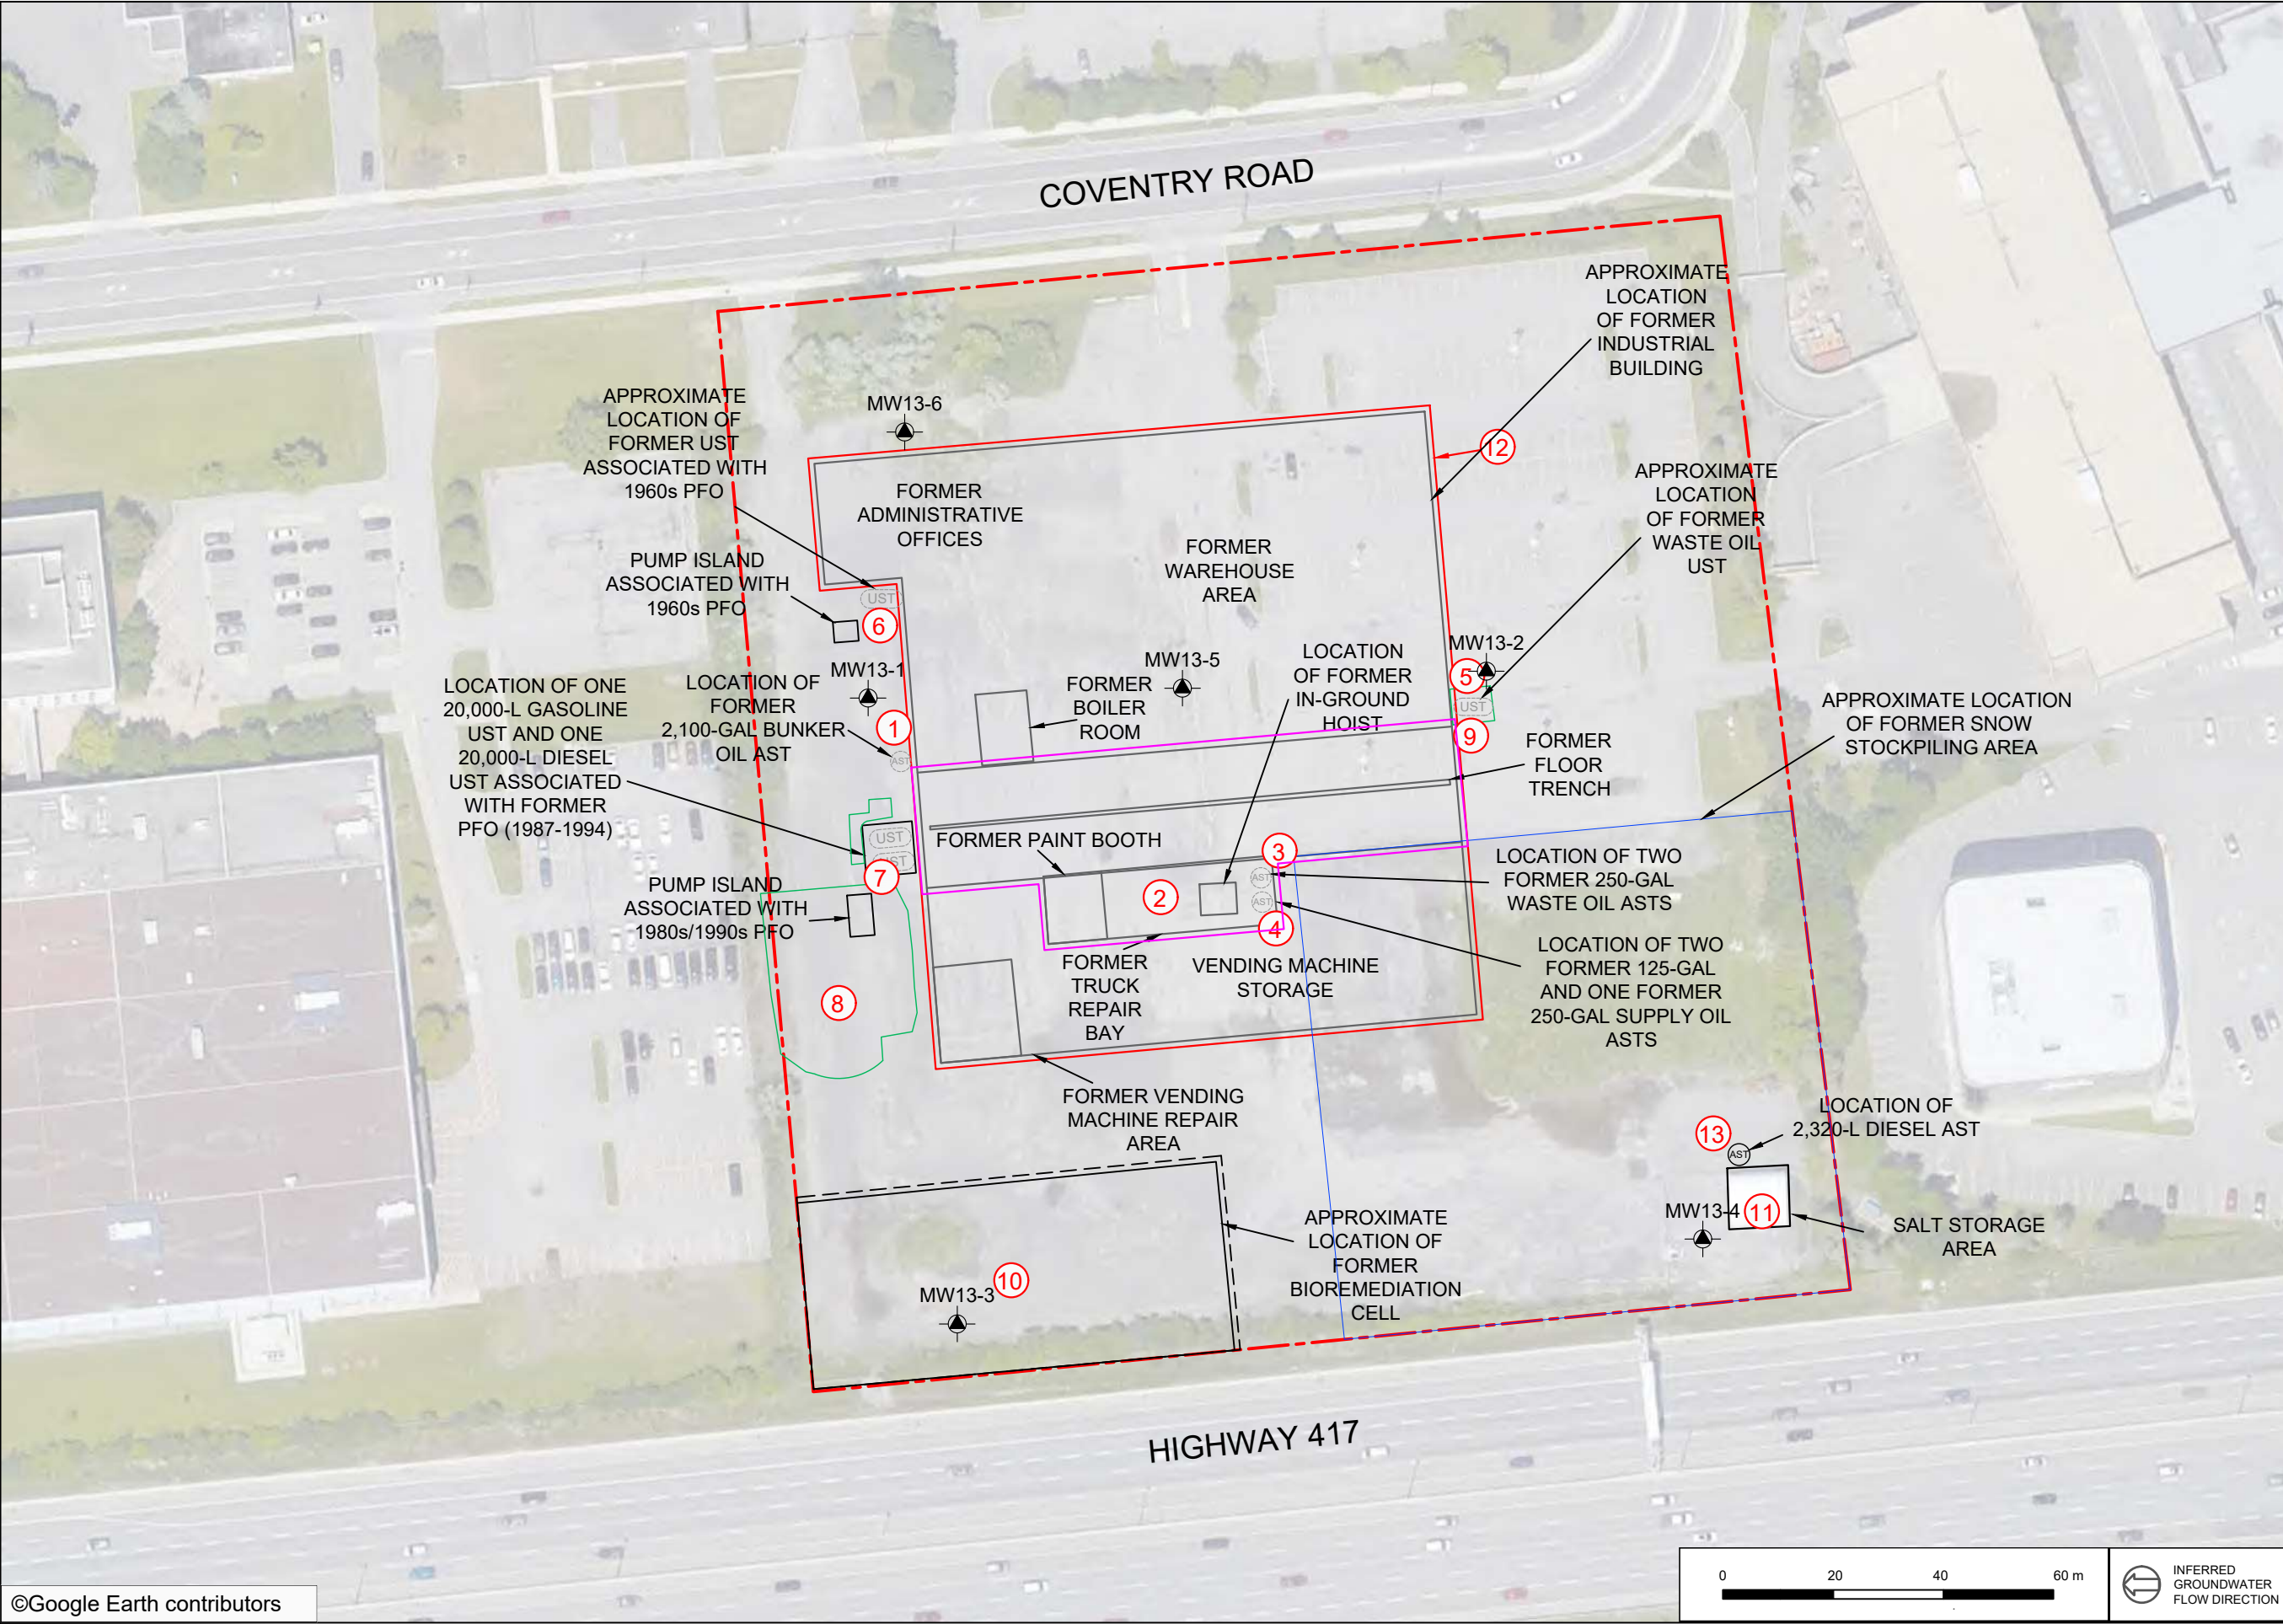 COVENTRY ROAD
APPROXIMATE
LOCATION
OF FORMER
INDUSTRIAL
BUILDING
APPROXIMATE
LOCATION OF
FORMER UST
ASSOCIATED WITH
1960s PFO
MW13-6
12
FORMER
ADMINISTRATIVE
OFFICES
APPROXIMATE
LOCATION
OF FORMER
WASTE OIL
UST
FORMER
WAREHOUSE
AREA
PUMP ISLAND
ASSOCIATED WITH
1960s PFO
UST
6
MW13-1
MW13-5
MW13-2
5
UST
9
LOCATION
OF FORMER
IN-GROUND
HOIST
FORMER
BOILER
ROOM
LOCATION OF ONE
20,000-L GASOLINE
UST AND ONE
20,000-L DIESEL
UST ASSOCIATED
WITH FORMER
PFO (1987-1994)
LOCATION OF
FORMER
2,100-GAL BUNKER
OIL AST
1
AST
APPROXIMATE LOCATION
OF FORMER SNOW
STOCKPILING AREA
FORMER
FLOOR
TRENCH
UST
UST
7
FORMER PAINT BOOTH
3
AST
AST
2
4
LOCATION OF TWO
FORMER 250-GAL
WASTE OIL ASTS
PUMP ISLAND
ASSOCIATED WITH
1980s/1990s PFO
8
FORMER
TRUCK
REPAIR
BAY
VENDING MACHINE
STORAGE
LOCATION OF TWO
FORMER 125-GAL
AND ONE FORMER
250-GAL SUPPLY OIL
ASTS
FORMER VENDING
MACHINE REPAIR
AREA
LOCATION OF
2,320-L DIESEL AST
13
AST
MW13-4
11
SALT STORAGE
AREA
APPROXIMATE
LOCATION OF
FORMER
BIOREMEDIATION
CELL
10
MW13-3
HIGHWAY 417
©Google Earth contributors
0 20 40 60 m
INFERRED
GROUNDWATER
FLOW DIRECTION